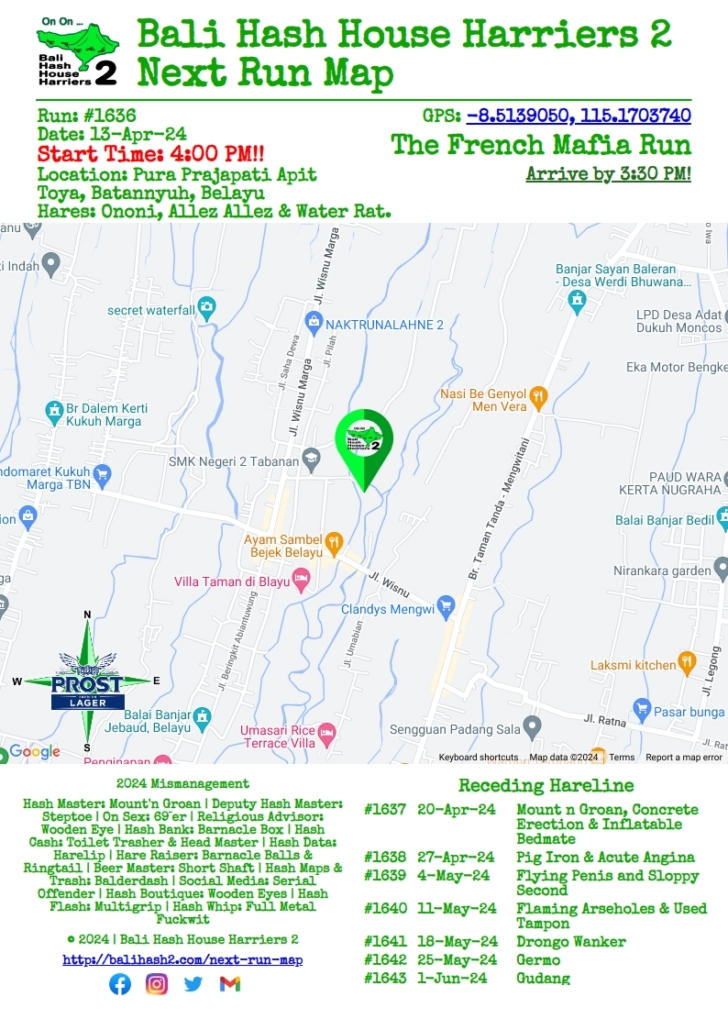 On On ...
Bali
Hash
House
Harriers 2
Bali Hash House Harriers 2
Next Run Map
Run: #1636
Date: 13-Apr-24
Start Time: 4:00 PM!!
Location: Pura Prajapati Apit
Toya, Batannyuh, Belayu
Hares: Ononi, Allez Allez & Water Rat.
GPS: -8.5139050, 115.1703740
The French Mafia Run
Arrive by 3:30 PM!
anu
ti Indah
secret waterfall
Jl. Wisnu Marga
NAKTRUNALAHNE 2
Jl. Saha Dewa
Jl. Pilah
Jl. Wisnu Marga
Banjar Sayan Baleran
- Desa Werdi Bhuwana...
LPD Desa Adat
Dukuh Moncos
Eka Motor Bengke
Nasi Be Genyol
Men Vera
Br Dalem Kerti
Kukuh Marga
Bali
Hash
House
Harriers 2
SMK Negeri 2 Tabanan
ndomaret Kukuh
Marga TBN
PAUD WARA
KERTA NUGRAHA
ion
Balai Banjar Bedil
Br. Taman Tanda - Mengwitani
Ayam Sambel
Bejek Belayu
Villa Taman di Blayu
Jl. Wisnu
Nirankara garden
ga
Clandys Mengwi
Jl. Beringkit Abiantuwung
Jl. Umabian
N
W
E
S
PROST
LAGER
Laksmi kitchen
Jl. Legong
Pasar bunga
Jl. Ratna
Jl. Rat
Balai Banjar
Jebaud, Belayu
Umasari Rice
Terrace Villa
Sengguan Padang Sala
Penginapan
Google
Keyboard shortcuts
Map data ©2024
Terms
Report a map error
2024 Mismanagement
Hash Master: Mount'n Groan | Deputy Hash Master:
Steptoe | On Sex: 69'er | Religious Advisor:
Wooden Eye | Hash Bank: Barnacle Box | Hash
Cash: Toilet Trasher & Head Master | Hash Data:
Harelip | Hare Raiser: Barnacle Balls &
Ringtail | Beer Master: Short Shaft | Hash Maps &
Trash: Balderdash | Social Media: Serial
Offender | Hash Boutique: Wooden Eyes | Hash
Flash: Multigrip | Hash Whip: Full Metal
Fuckwit
© 2024 | Bali Hash House Harriers 2
http://balihash2.com/next-run-map
Receding Hareline
#1637 20-Apr-24 Mount n Groan, Concrete
Erection & Inflatable
Bedmate
#1638 27-Apr-24 Pig Iron & Acute Angina
#1639 4-May-24 Flying Penis and Sloppy
Second
#1640 11-May-24 Flaming Arseholes & Used
Tampon
#1641 18-May-24 Drongo Wanker
#1642 25-May-24 Germo
#1643 1-Jun-24 Gudang